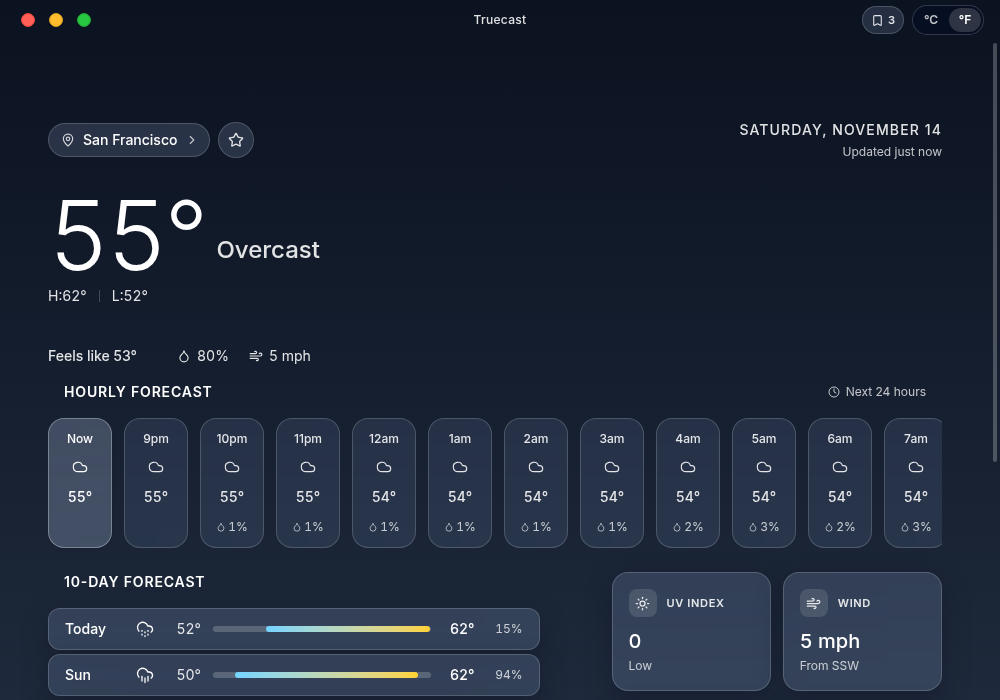 Truecast
3
°C °F
San Francisco
SATURDAY, NOVEMBER 14
Updated just now
55° Overcast
H:62° L:52°
Feels like 53° 80% 5 mph
HOURLY FORECAST
Next 24 hours
Now 9pm 10pm 11pm 12am 1am 2am 3am 4am 5am 6am 7am
55° 55° 55° 55° 54° 54° 54° 54° 54° 54° 54° 54°
1% 1% 1% 1% 1% 1% 2% 3% 2% 3%
10-DAY FORECAST
Today 52° 62° 15%
Sun 50° 62° 94%
UV INDEX
0
Low
WIND
5 mph
From SSW